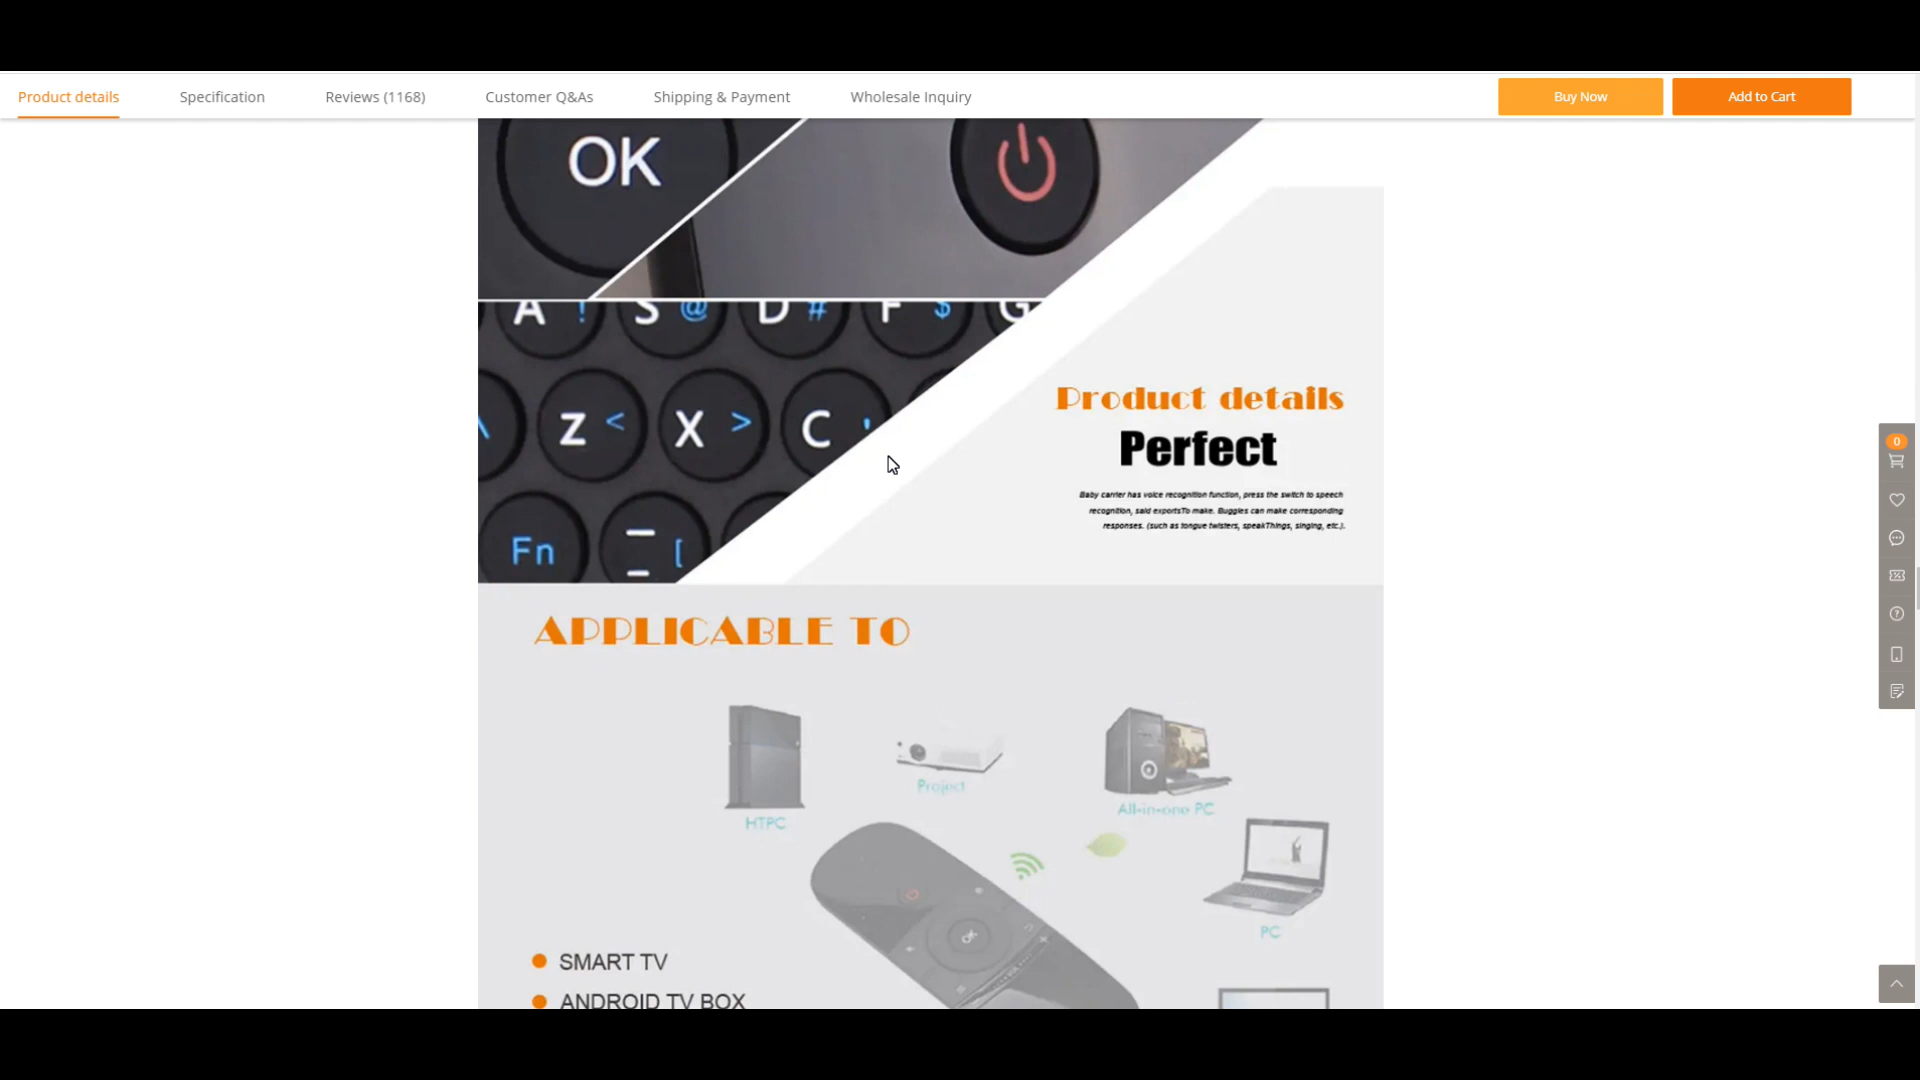 Product details
Specification
Reviews (1168)
Customer Q&As
Shipping & Payment
Wholesale Inquiry
Buy Now
Add to Cart
OK
A ! S @ D # F $ G
Z < X > C '
Fn [
Product details
Perfect
Baby carrier has voice recognition function, press the switch to speech
recognition, said exportsTo make. Buggles can make corresponding
responses. (such as tongue twisters, speakThings, singing, etc.).
0
APPLICABLE TO
HTPC
Project
All-in-one PC
PC
OK
SMART TV
ANDROID TV BOX